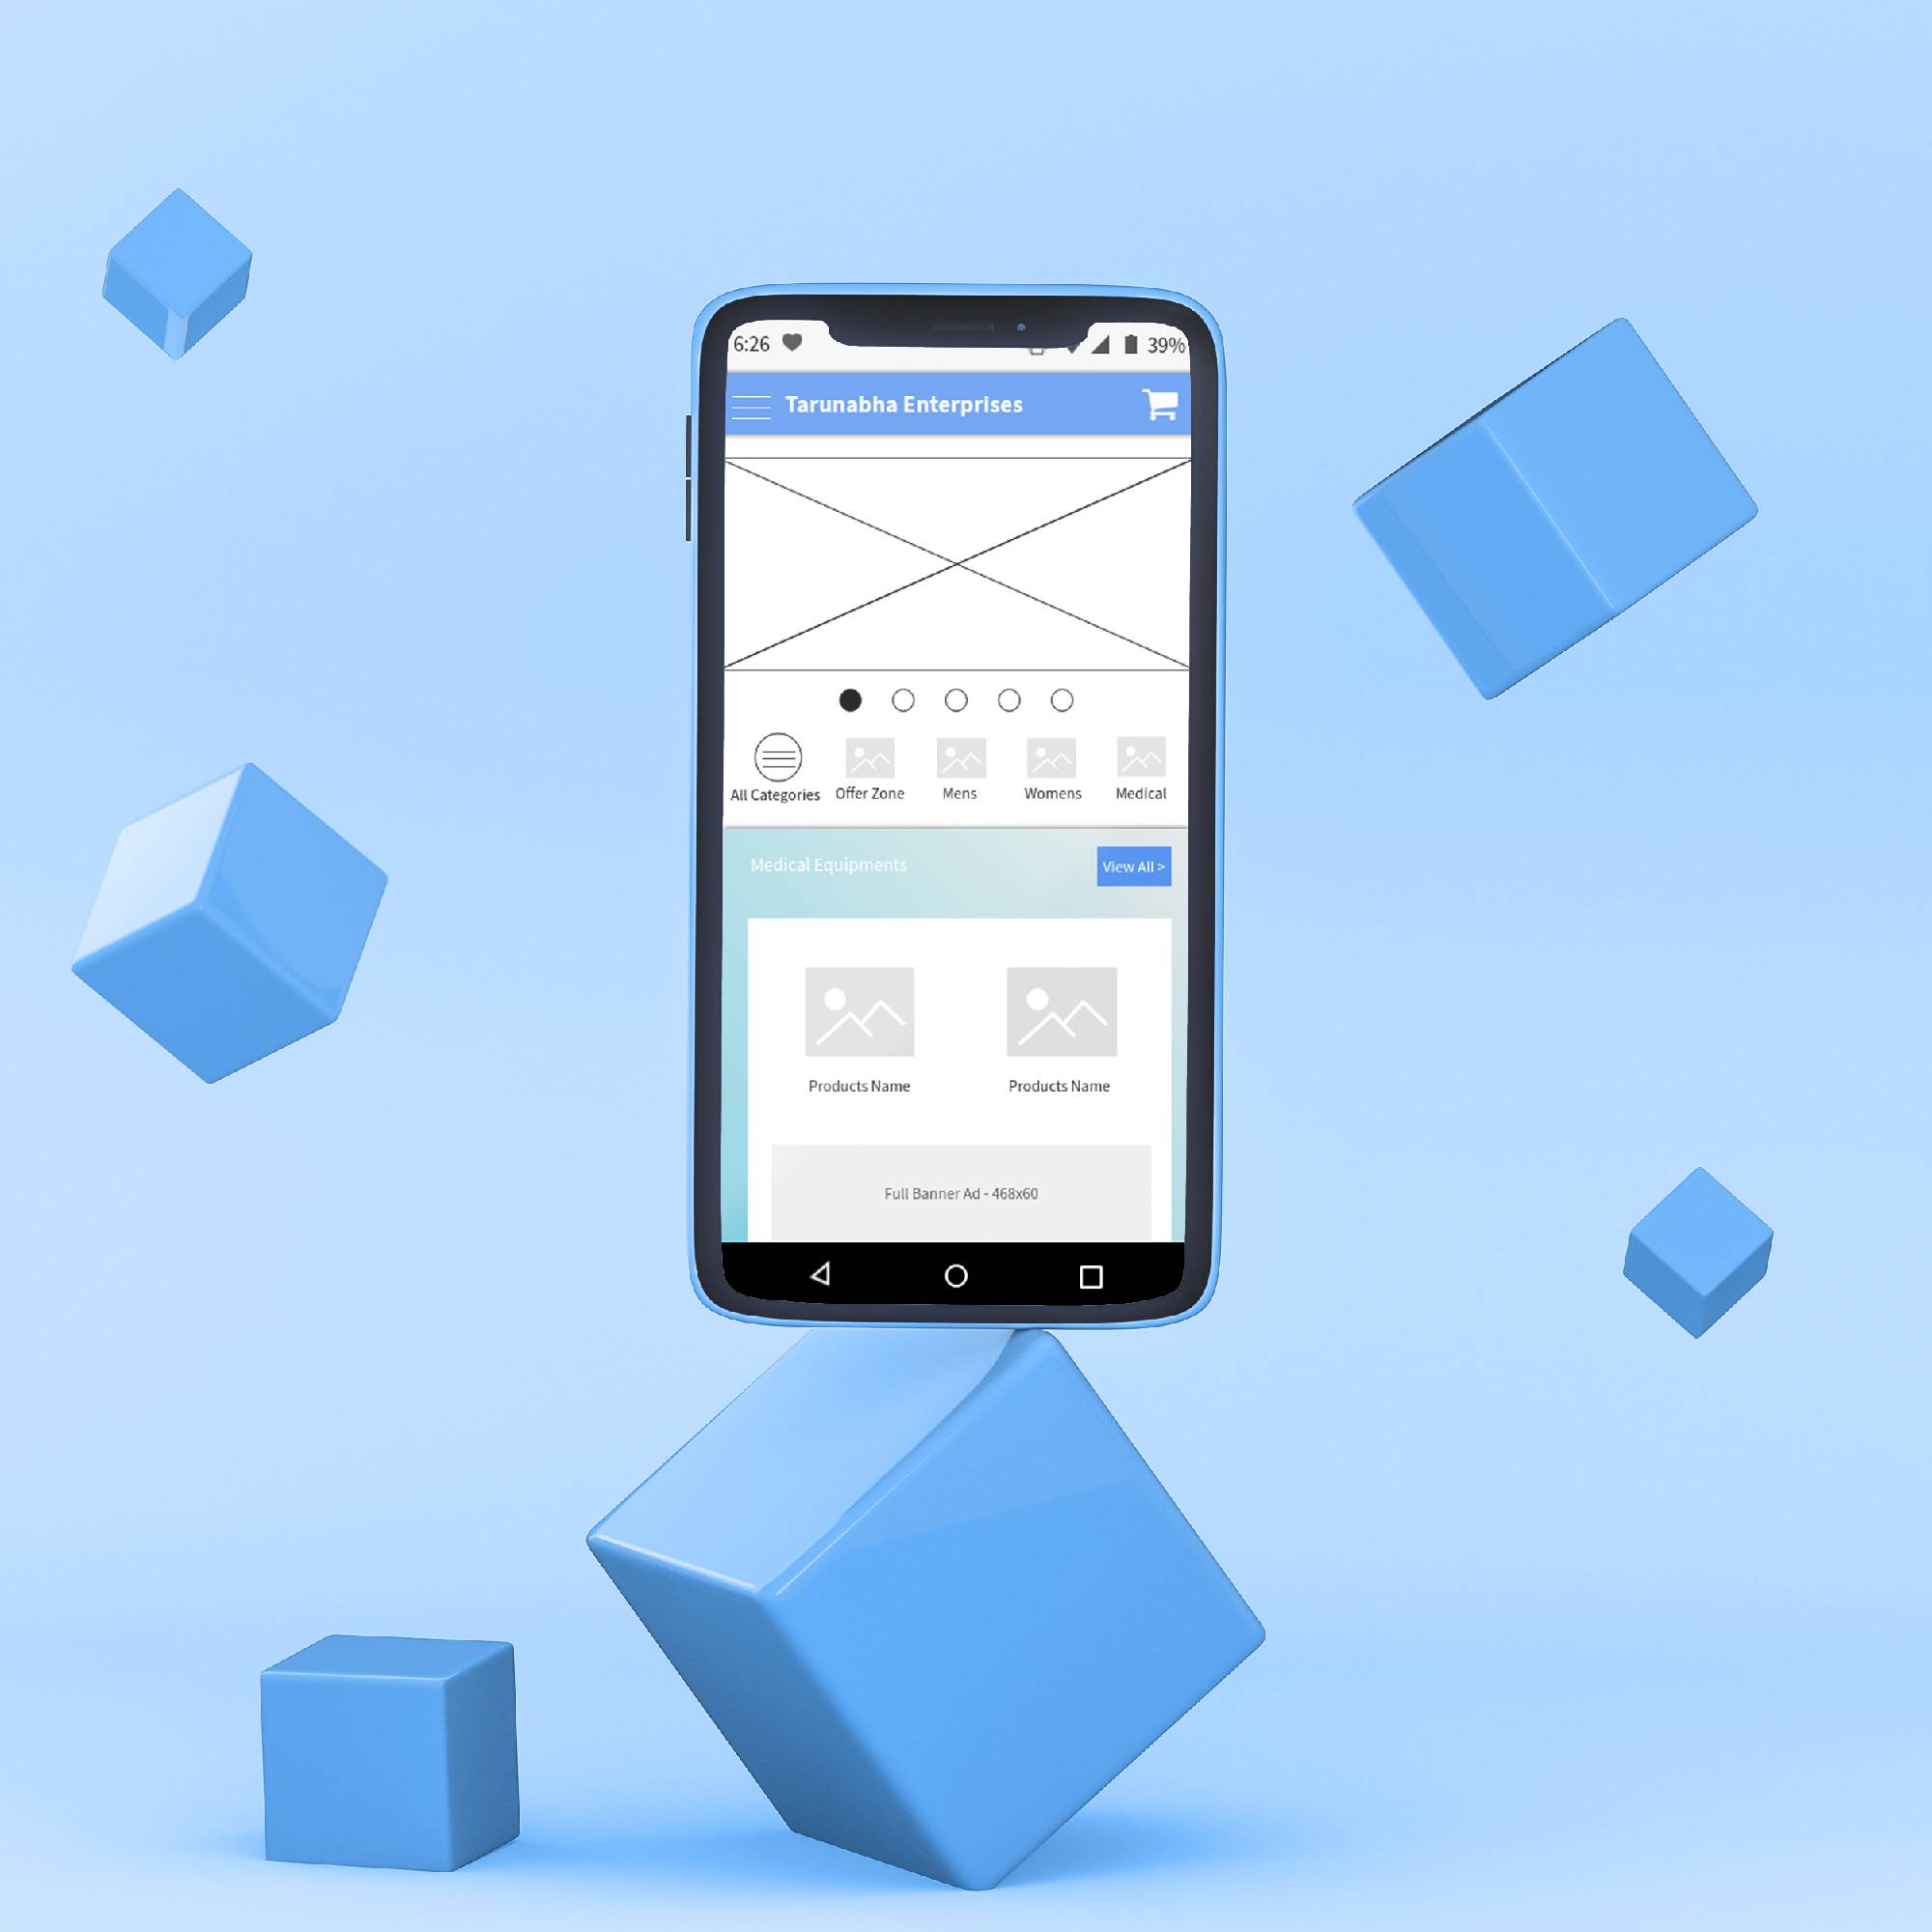 6:26 39%
Tarunabha Enterprises
All Categories Offer Zone Mens Womens Medical
Medical Equipments View All >
Products Name Products Name
Full Banner Ad - 468x60